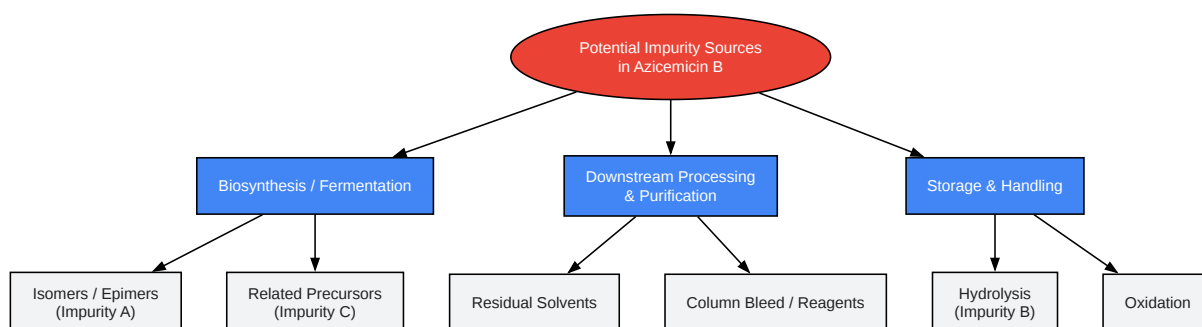 Potential Impurity Sources
in Azicemicin B
Biosynthesis / Fermentation
Downstream Processing
& Purification
Storage & Handling
Isomers / Epimers
(Impurity A)
Related Precursors
(Impurity C)
Residual Solvents
Column Bleed / Reagents
Hydrolysis
(Impurity B)
Oxidation